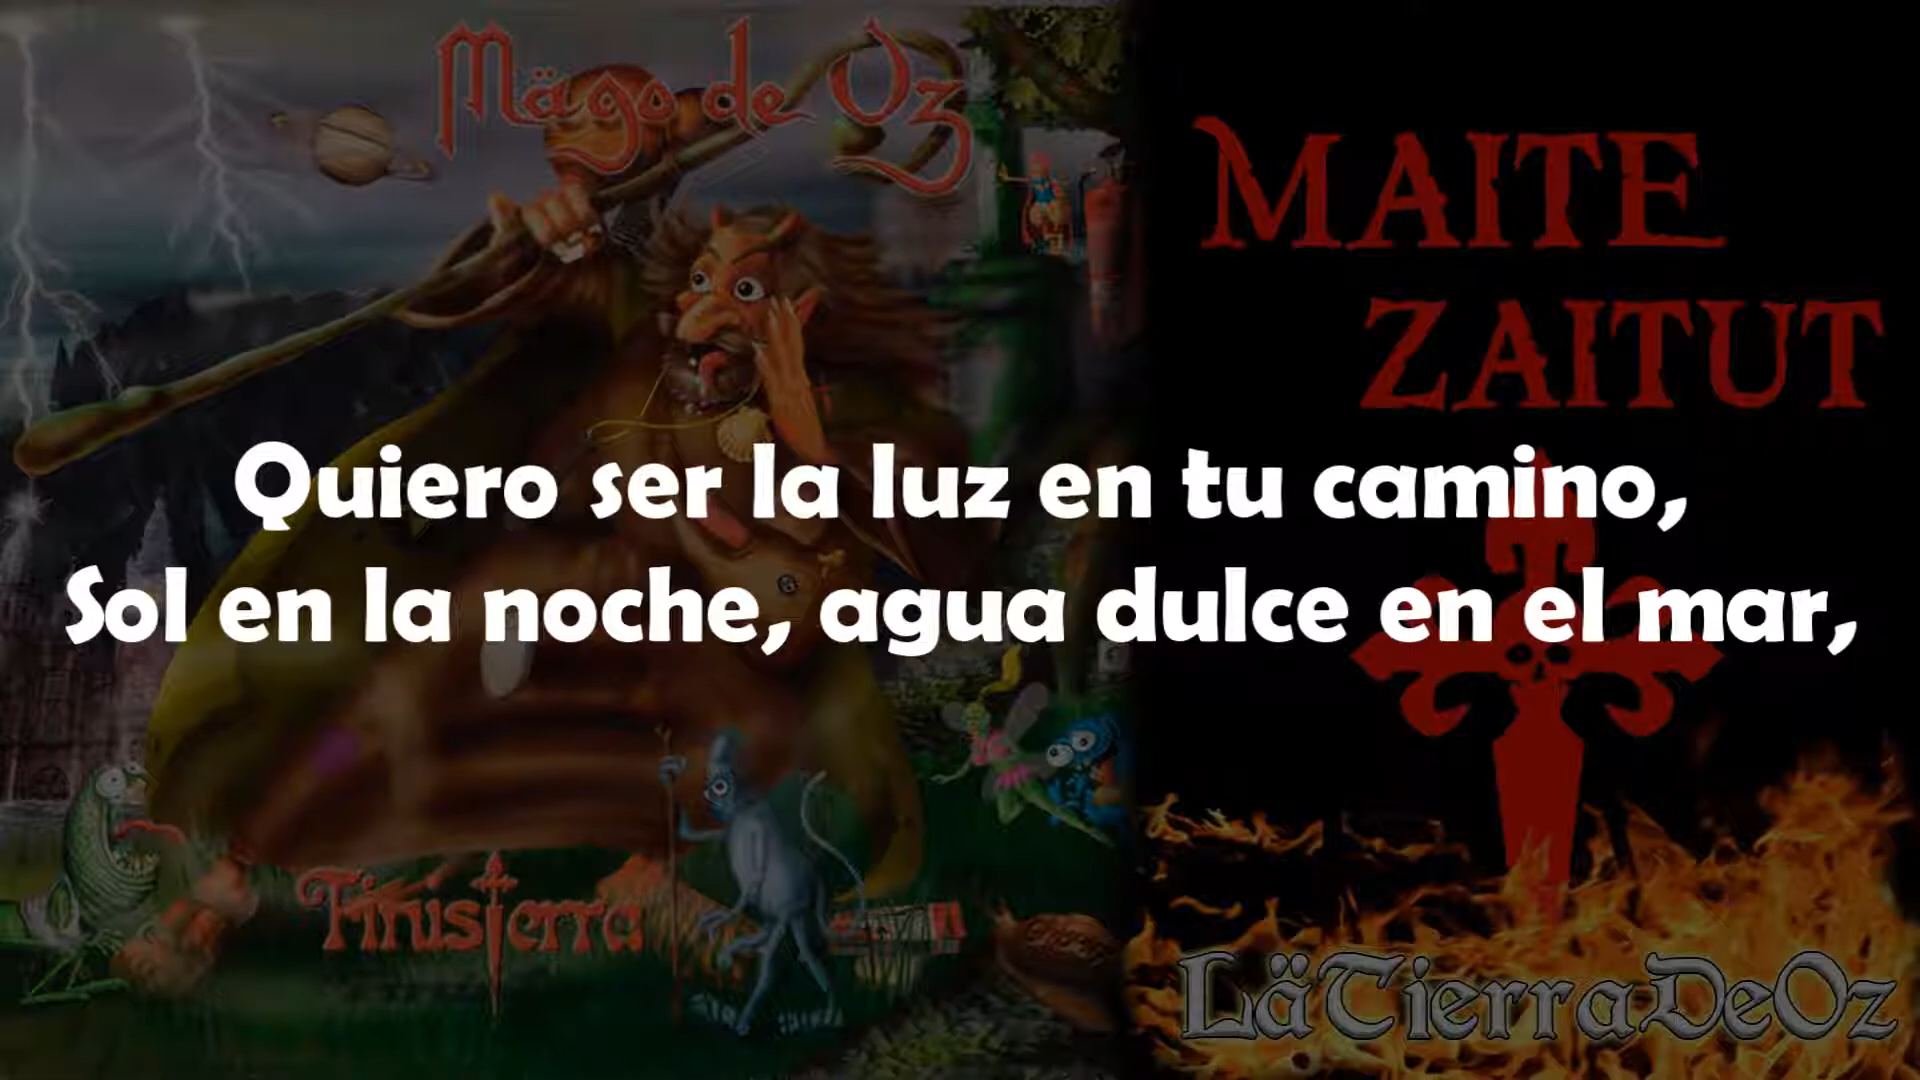 Mägo de Oz
MAITE
ZAITUT
Quiero ser la luz en tu camino,
Sol en la noche, agua dulce en el mar,
Finisterra
LäTierraDeOz